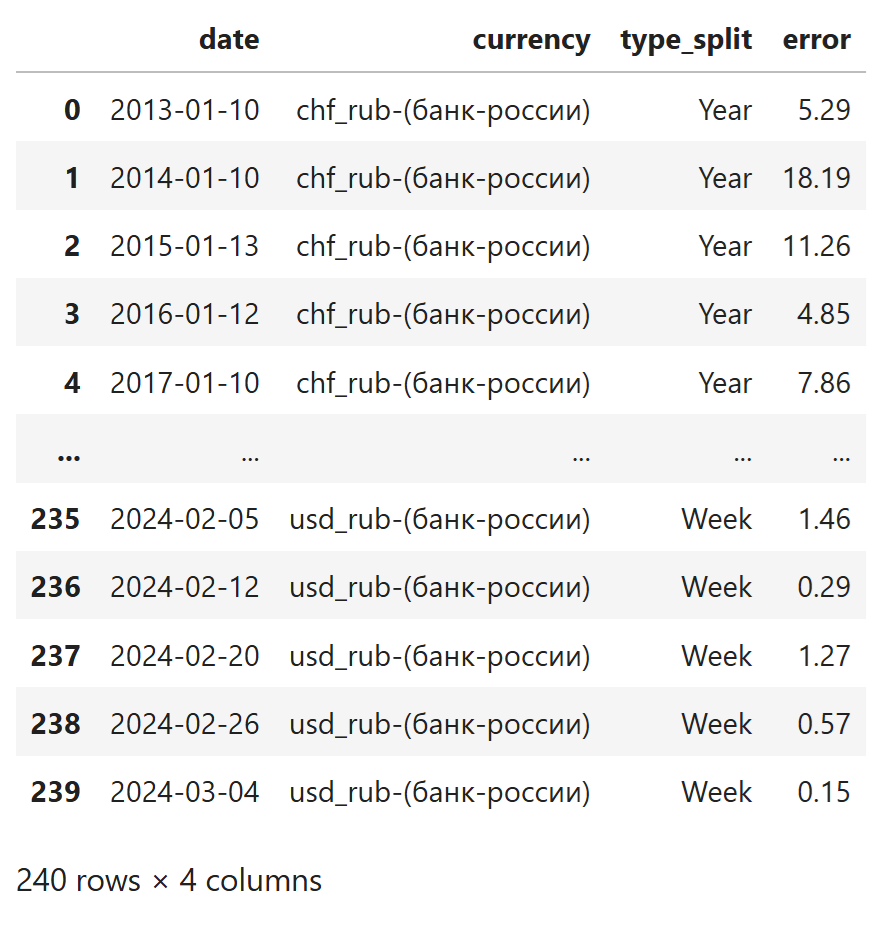 date currency type_split error
0 2013-01-10 chf_rub-(банк-россии) Year 5.29
1 2014-01-10 chf_rub-(банк-россии) Year 18.19
2 2015-01-13 chf_rub-(банк-россии) Year 11.26
3 2016-01-12 chf_rub-(банк-россии) Year 4.85
4 2017-01-10 chf_rub-(банк-россии) Year 7.86
... ... ... ... ...
235 2024-02-05 usd_rub-(банк-россии) Week 1.46
236 2024-02-12 usd_rub-(банк-россии) Week 0.29
237 2024-02-20 usd_rub-(банк-россии) Week 1.27
238 2024-02-26 usd_rub-(банк-россии) Week 0.57
239 2024-03-04 usd_rub-(банк-россии) Week 0.15
240 rows × 4 columns